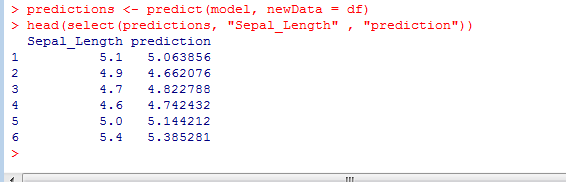 > predictions <- predict(model, newData = df)
> head(select(predictions, "Sepal_Length" , "prediction"))
  Sepal_Length prediction
1          5.1   5.063856
2          4.9   4.662076
3          4.7   4.822788
4          4.6   4.742432
5          5.0   5.144212
6          5.4   5.385281
>